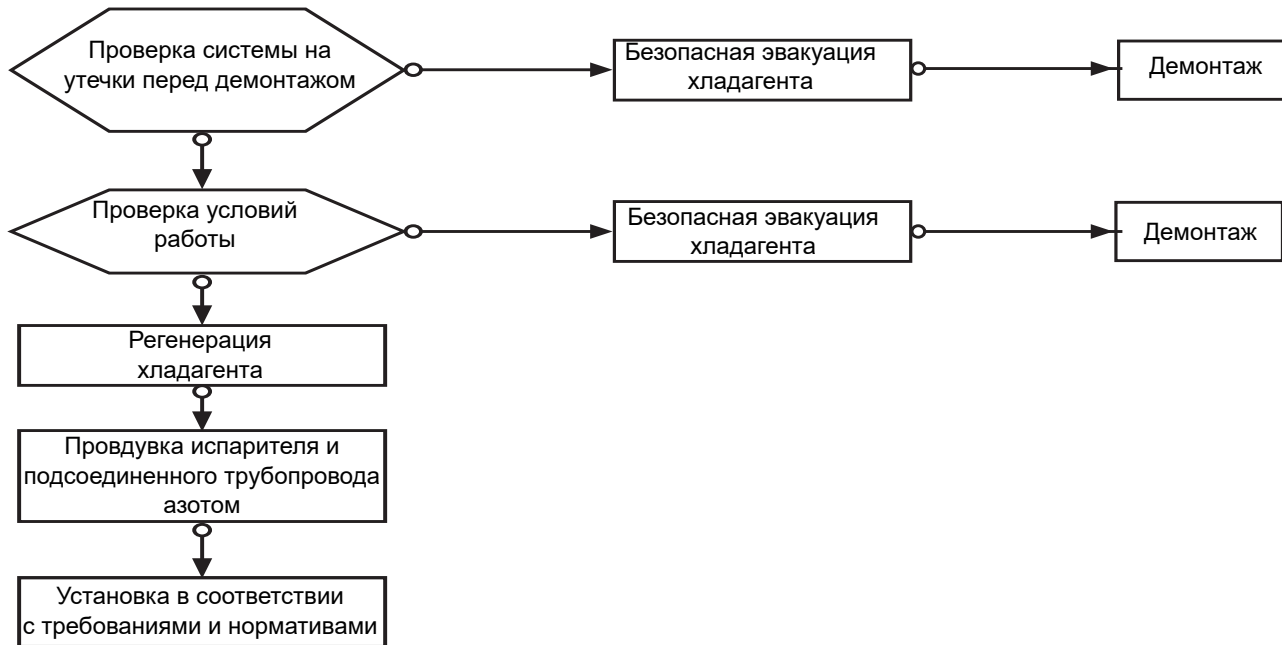 Проверка системы на
утечки перед демонтажом
Безопасная эвакуация
хладагента
Демонтаж
Проверка условий
работы
Безопасная эвакуация
хладагента
Демонтаж
Регенерация
хладагента
Провдувка испарителя и
подсоединенного трубопровода
азотом
Установка в соответствии
с требованиями и нормативами